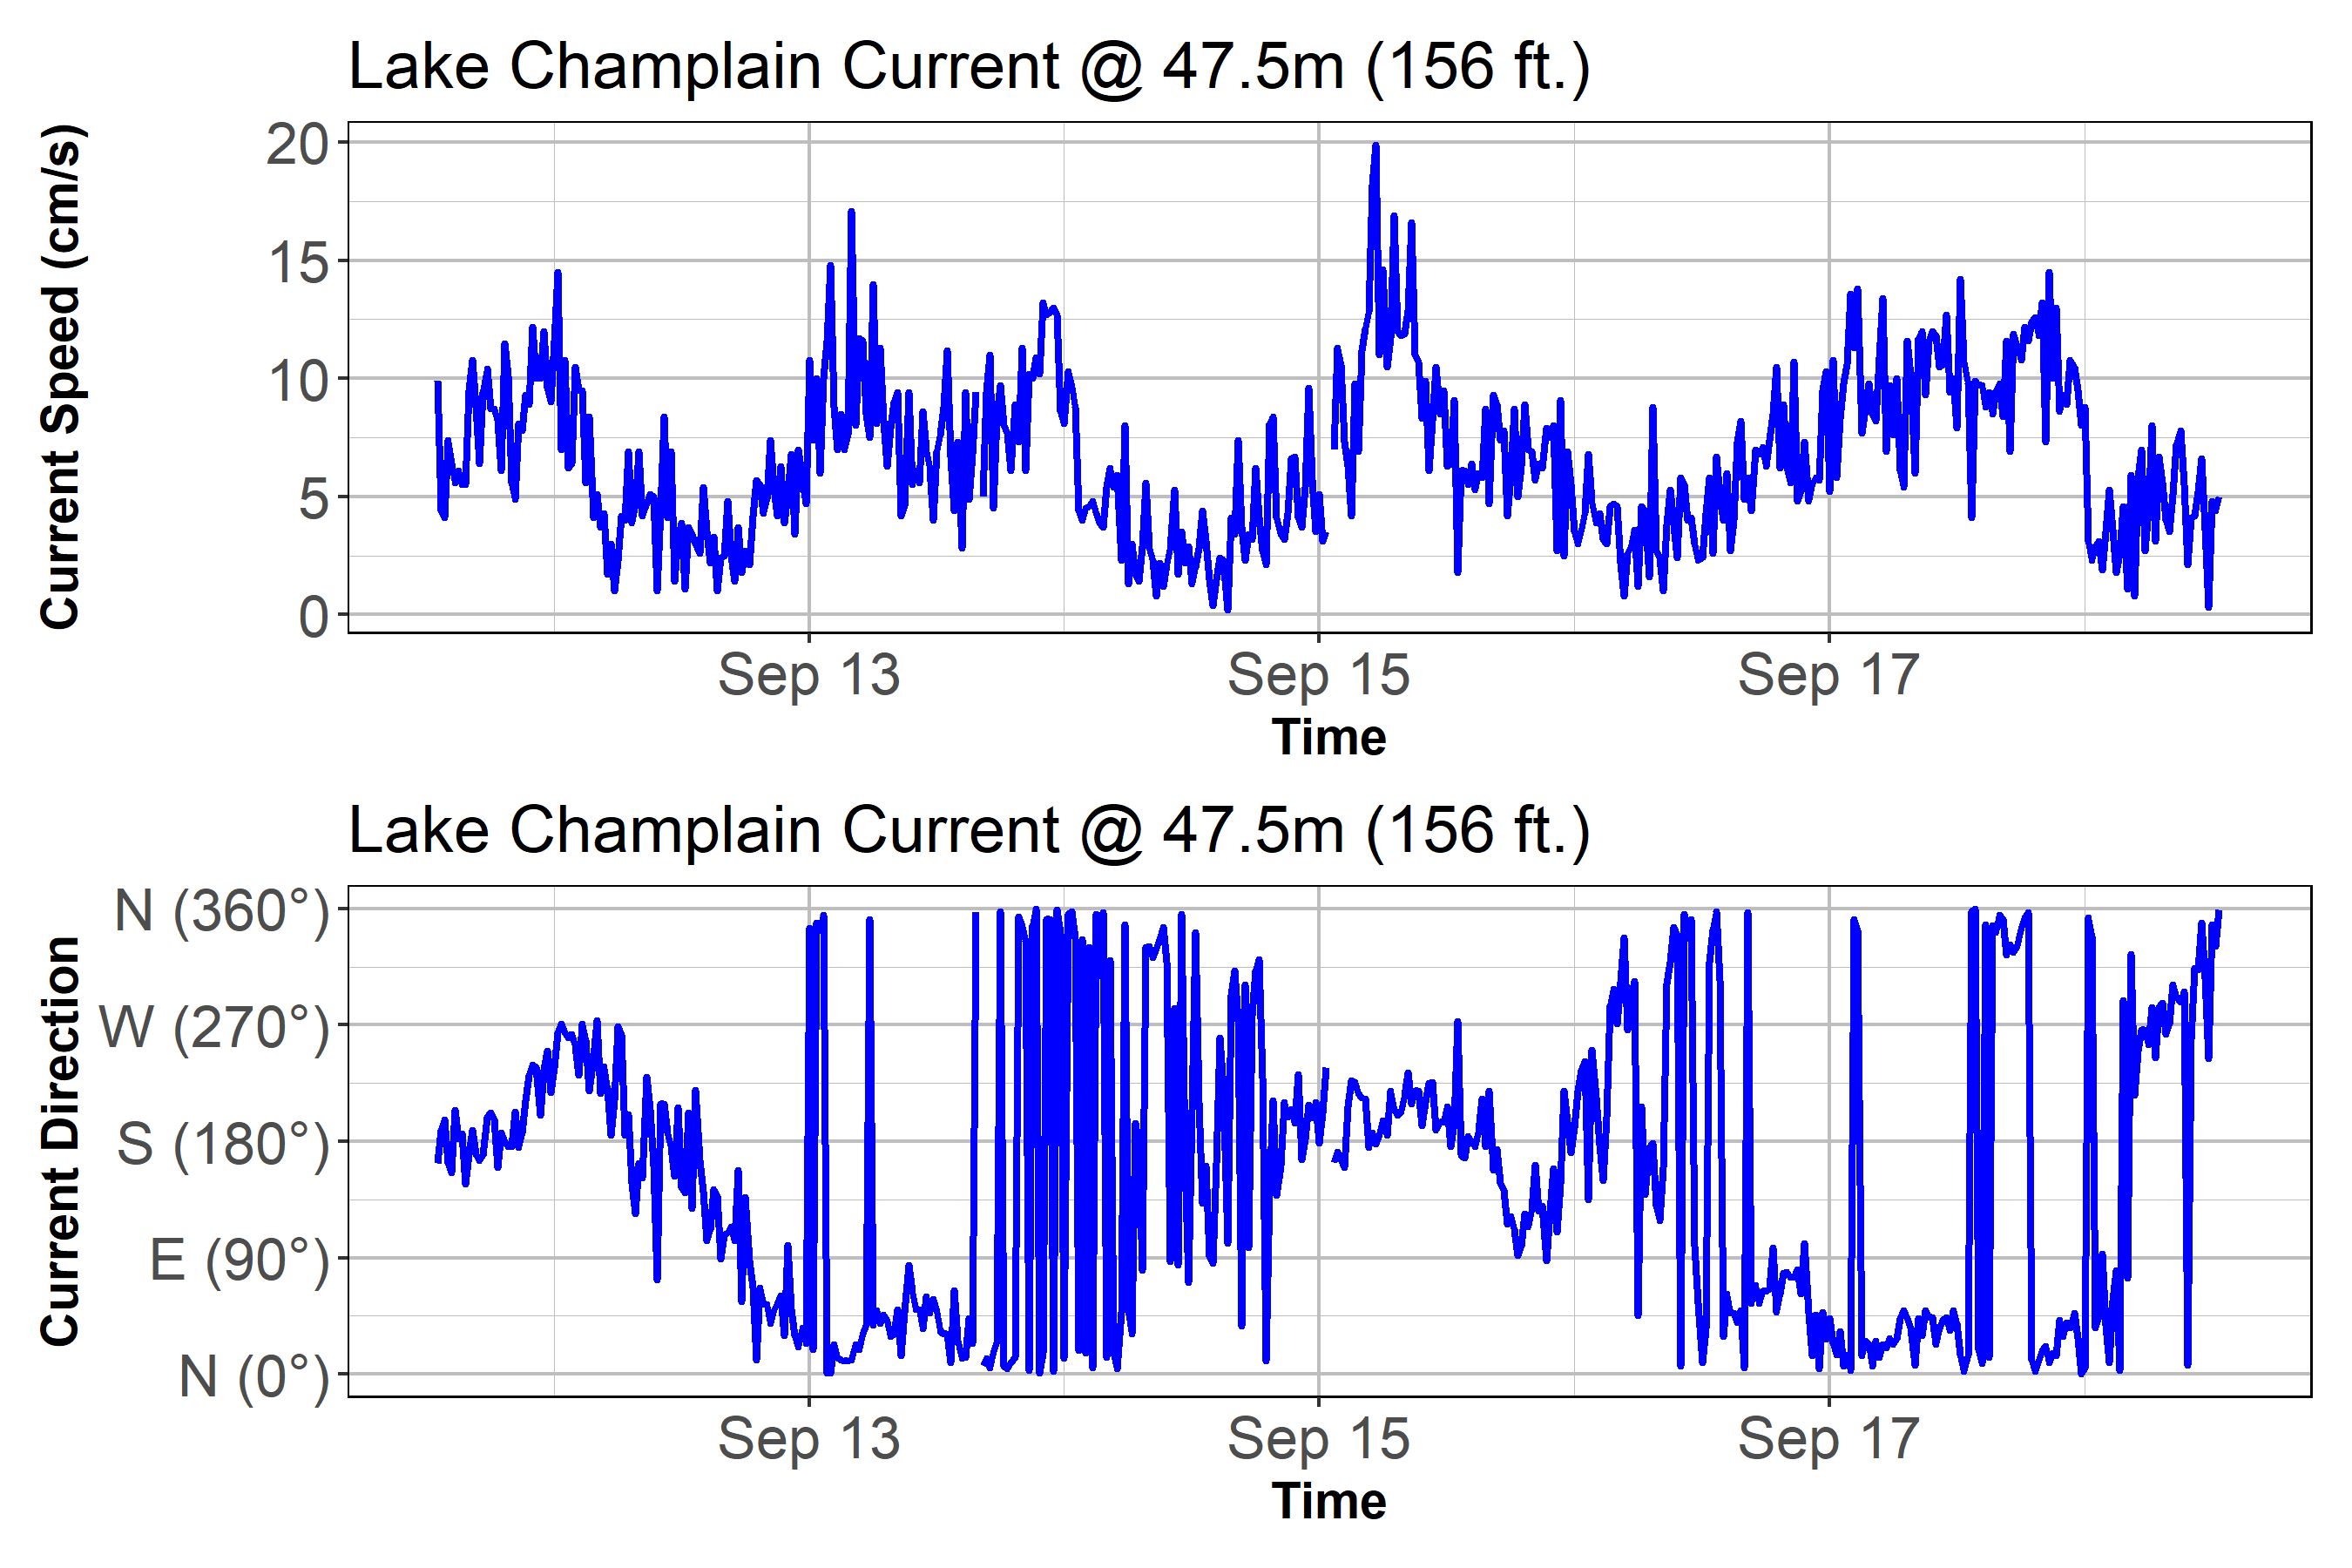 Lake Champlain Current @ 47.5m (156 ft.)
Current Speed (cm/s)
20
15
10
5
0
Sep 13 Sep 15 Sep 17
Time
Lake Champlain Current @ 47.5m (156 ft.)
Current Direction
N (360°)
W (270°)
S (180°)
E (90°)
N (0°)
Sep 13 Sep 15 Sep 17
Time